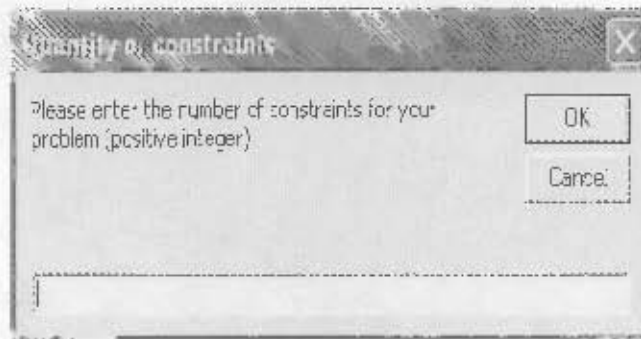 Quantity of constraints
Please enter the number of constraints for your
problem (positive integer)
OK
Cancel